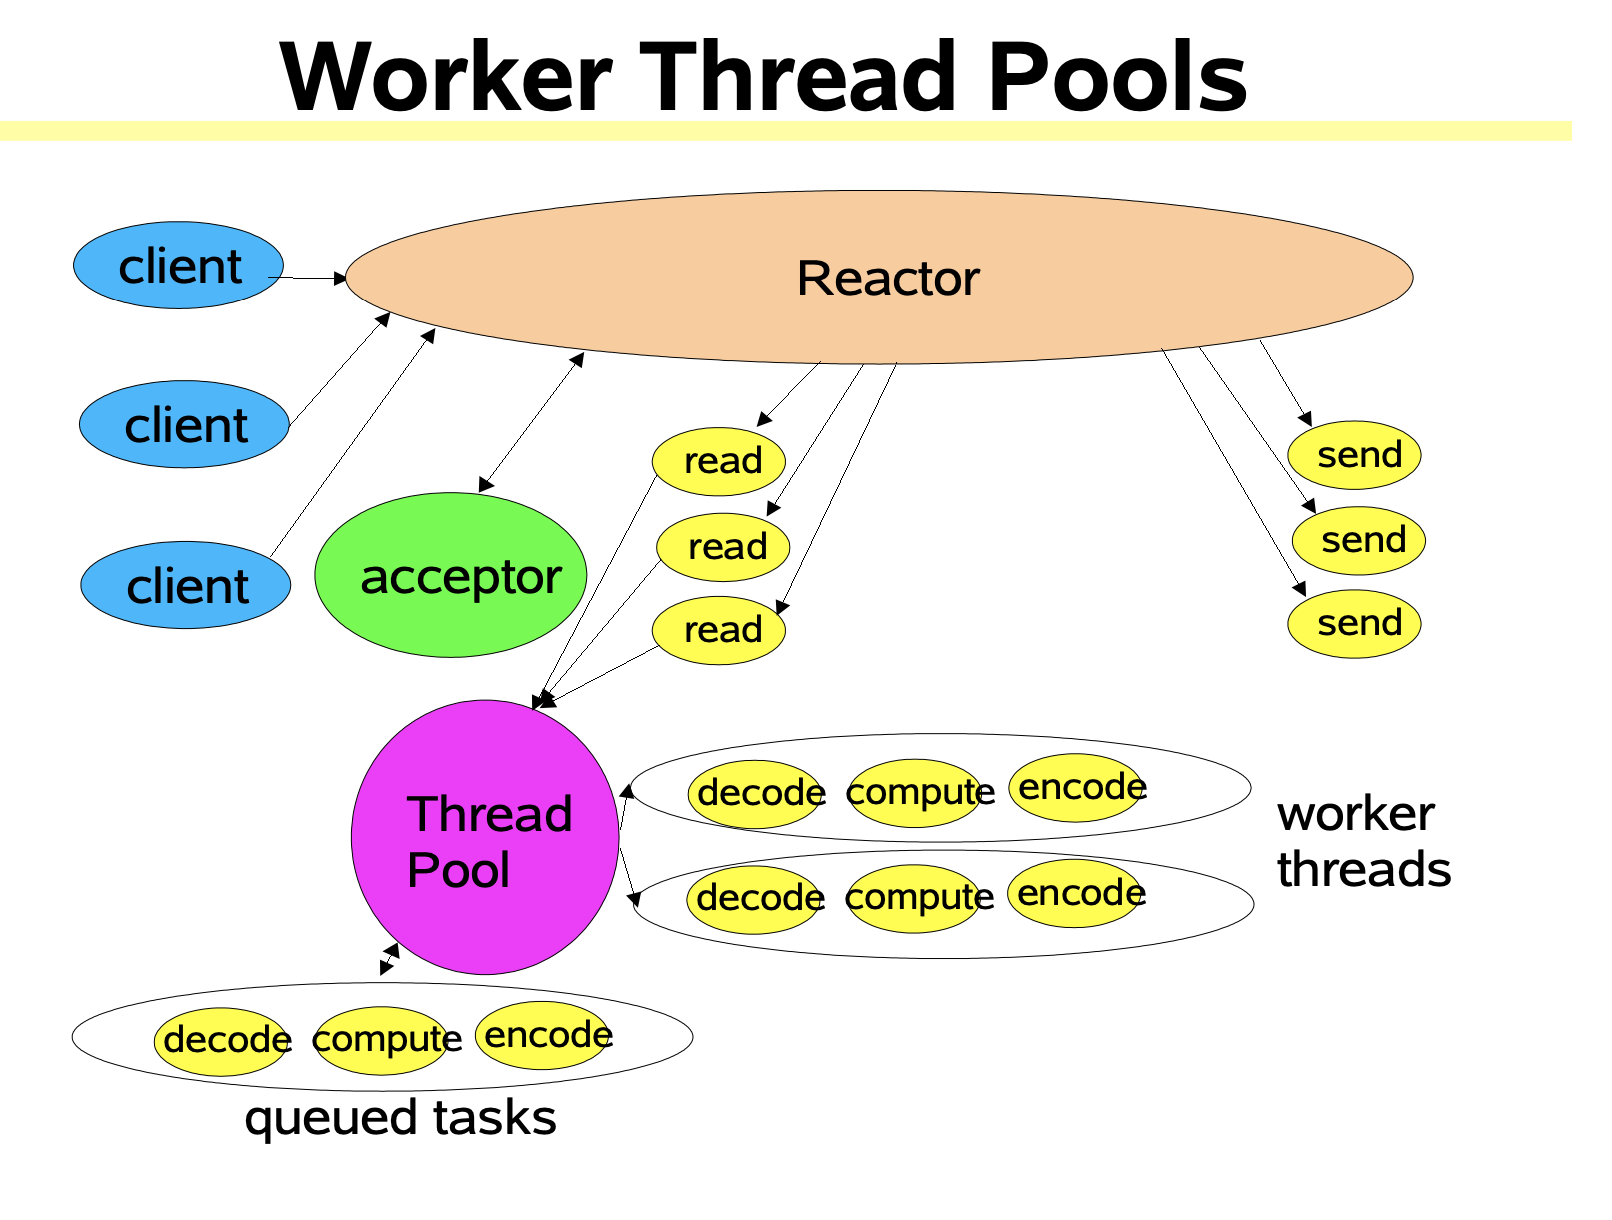 Worker Thread Pools
client
Reactor
client
client
acceptor
read
read
read
send
send
send
Thread
Pool
decode compute encode
decode compute encode
worker
threads
decode compute encode
queued tasks